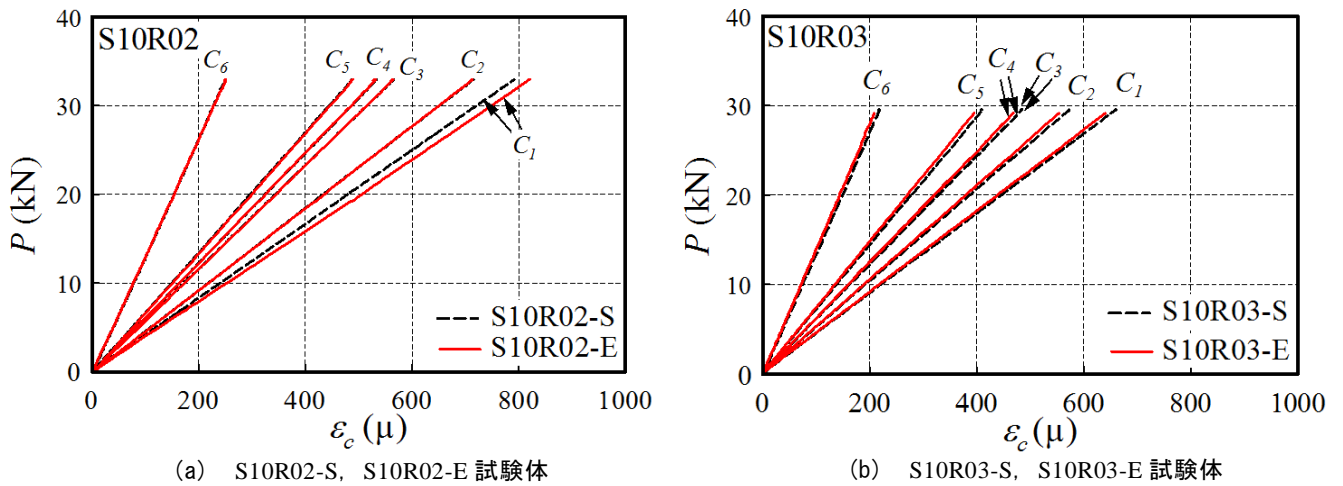 40
S10R02
C6
C5
C4
C3
C2
30
C1
P (kN)
20
10
S10R02-S
S10R02-E
0
0 200 400 600 800 1000
εc (μ)
(a) S10R02-S, S10R02-E 試験体
40
S10R03
C6
C5
C4
C3
C2
C1
30
P (kN)
20
10
S10R03-S
S10R03-E
0
0 200 400 600 800 1000
εc (μ)
(b) S10R03-S, S10R03-E 試験体